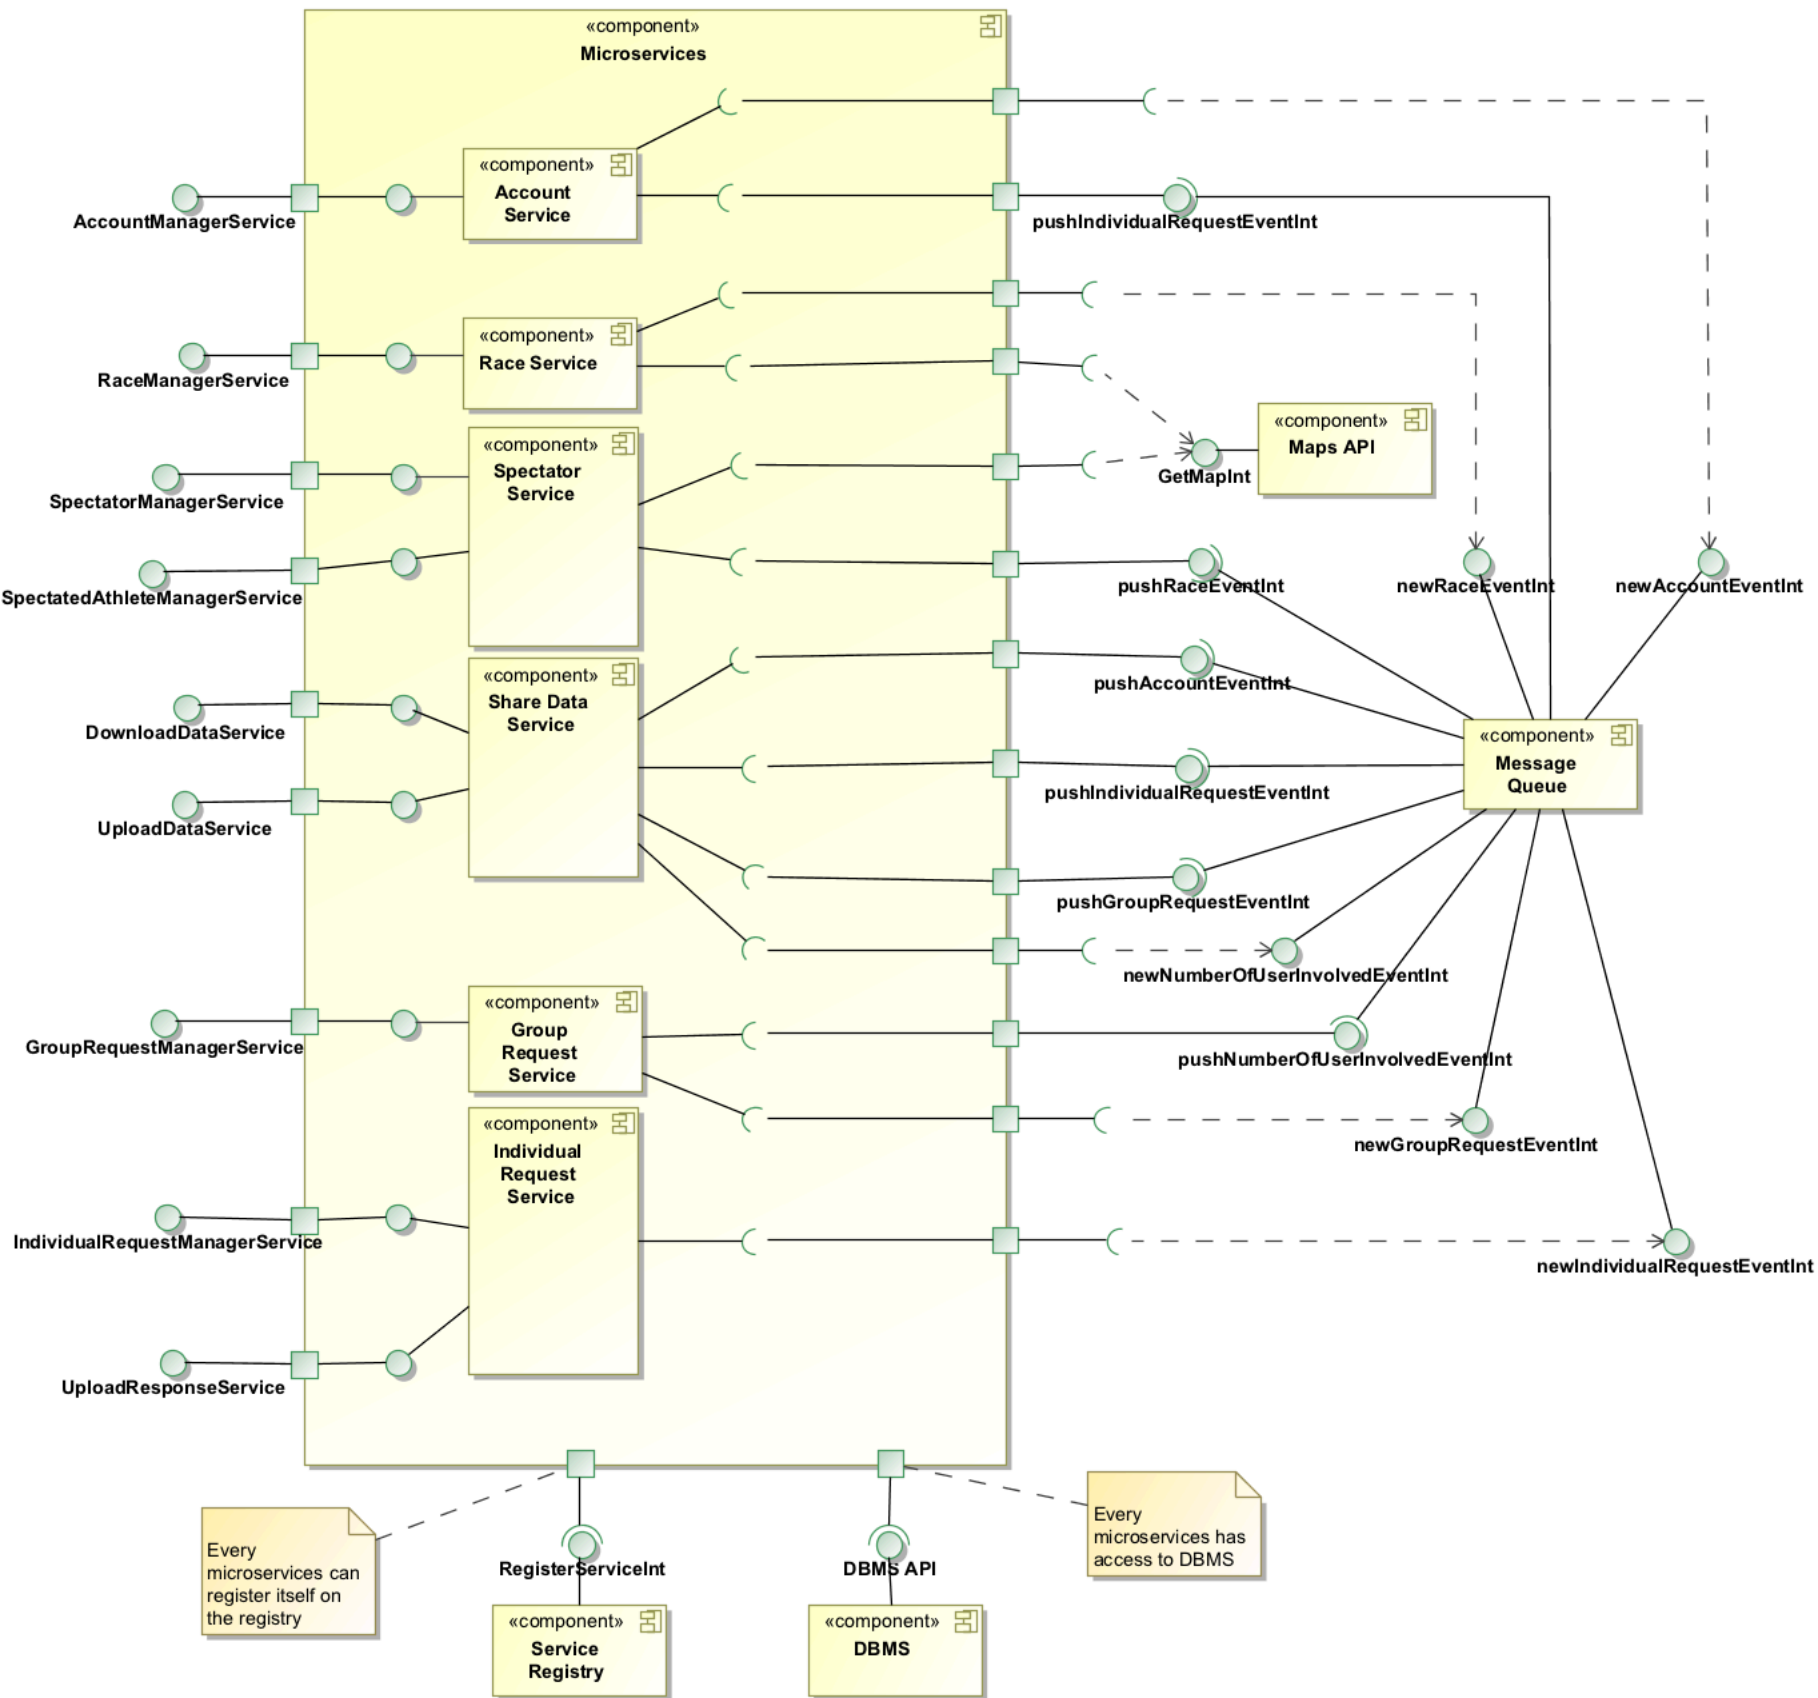 «component»
Microservices
«component»
Account
Service
AccountManagerService
pushIndividualRequestEventInt
«component»
Race Service
RaceManagerService
«component»
Maps API
GetMapInt
«component»
Spectator
Service
SpectatorManagerService
SpectatedAthleteManagerService
pushRaceEventInt
newRaceEventInt
newAccountEventInt
«component»
Share Data
Service
pushAccountEventInt
DownloadDataService
«component»
Message
Queue
pushIndividualRequestEventInt
UploadDataService
pushGroupRequestEventInt
newNumberOfUserInvolvedEventInt
«component»
Group
Request
Service
GroupRequestManagerService
pushNumberOfUserInvolvedEventInt
«component»
Individual
Request
Service
newGroupRequestEventInt
IndividualRequestManagerService
newIndividualRequestEventInt
UploadResponseService
Every
microservices can
register itself on
the registry
Every
microservices has
access to DBMS
RegisterServiceInt
DBMS API
«component»
Service
Registry
«component»
DBMS